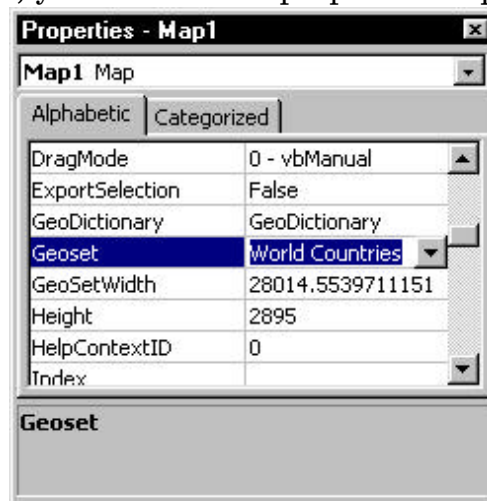 Properties - Map1
Map1 Map
Alphabetic Categorized
DragMode 0 - vbManual
ExportSelection False
GeoDictionary GeoDictionary
Geoset World Countries
GeoSetWidth 28014.5539711151
Height 2895
HelpContextID 0
Index
Geoset